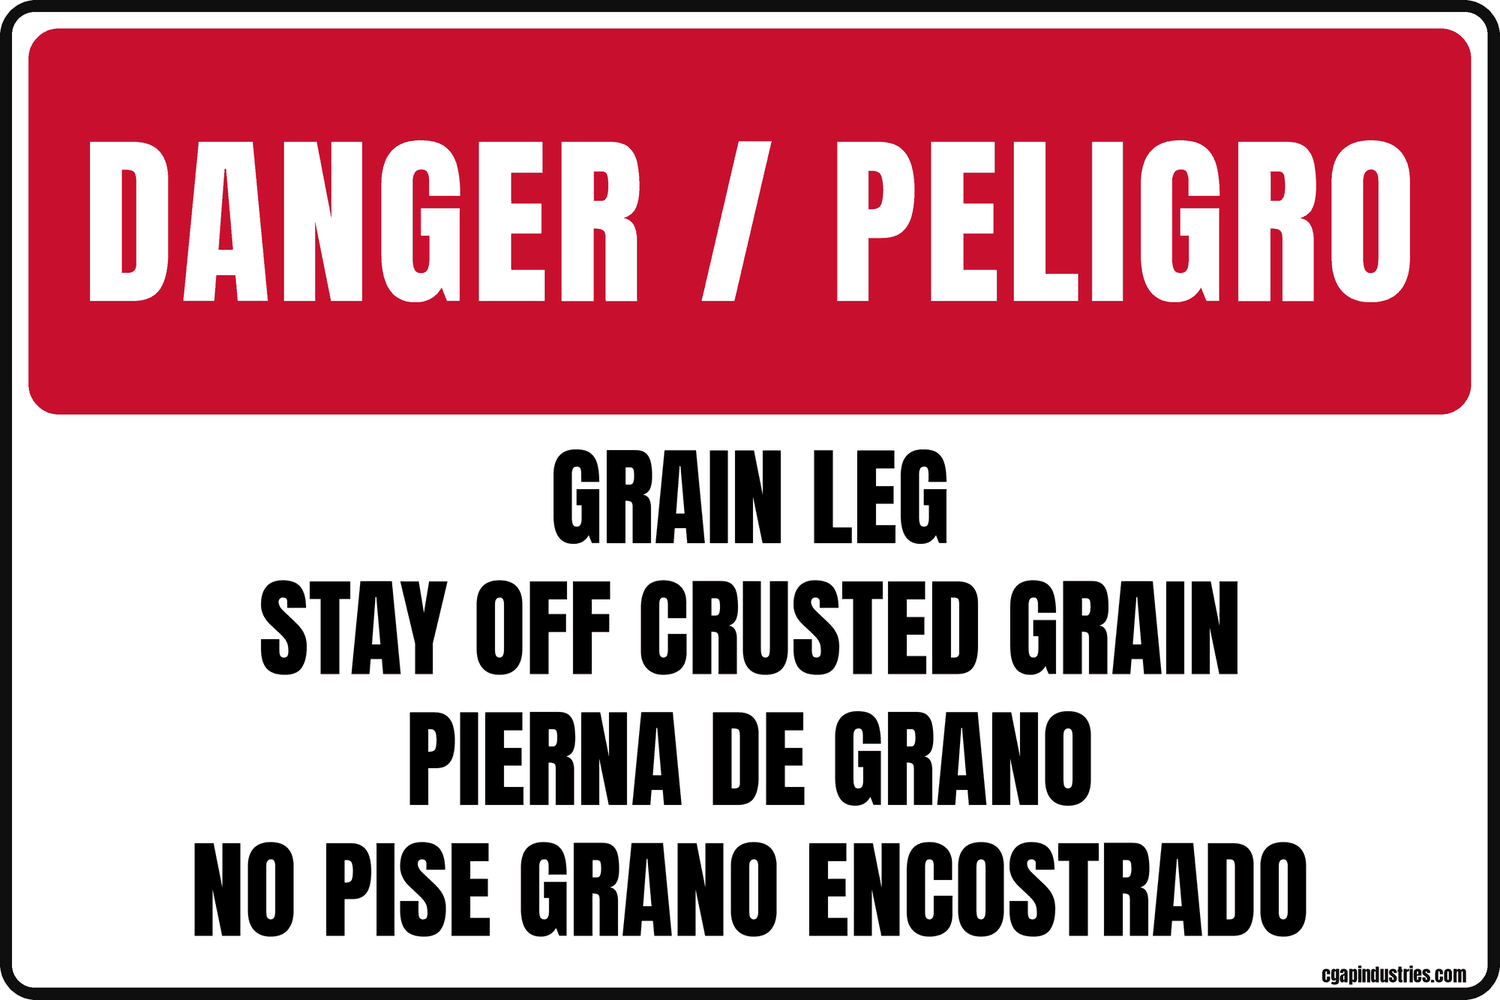 DANGER / PELIGRO
GRAIN LEG
STAY OFF CRUSTED GRAIN
PIERNA DE GRANO
NO PISE GRANO ENCOSTRADO
cgapindustries.com